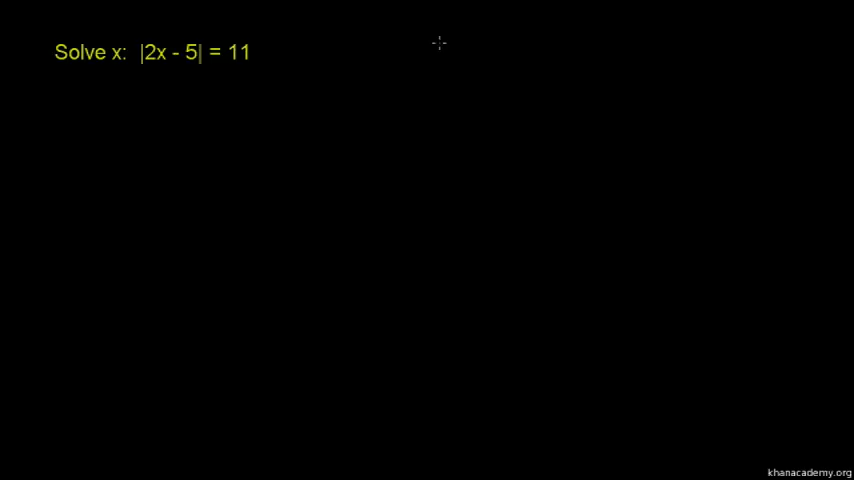 Solve x: |2x - 5| = 11
khanacademy.org